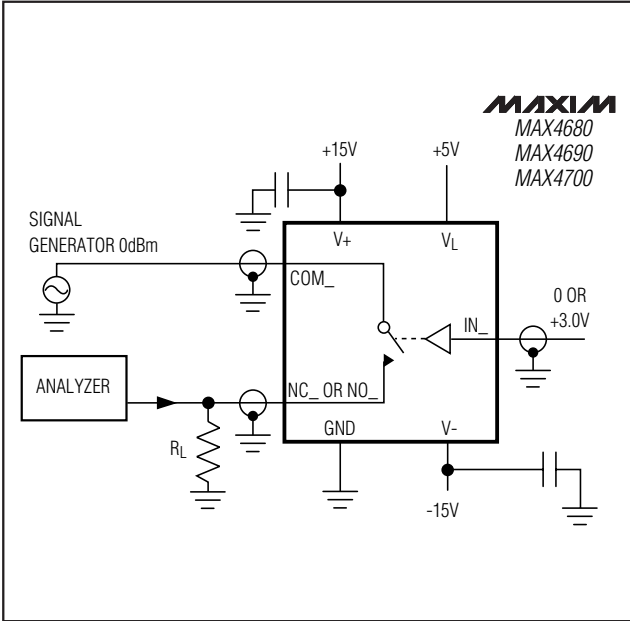 MAXIM
MAX4680
MAX4690
MAX4700
+15V
+5V
SIGNAL
GENERATOR 0dBm
V+
VL
COM_
0 OR
+3.0V
IN_
ANALYZER
NC_ OR NO_
GND
V-
RL
-15V